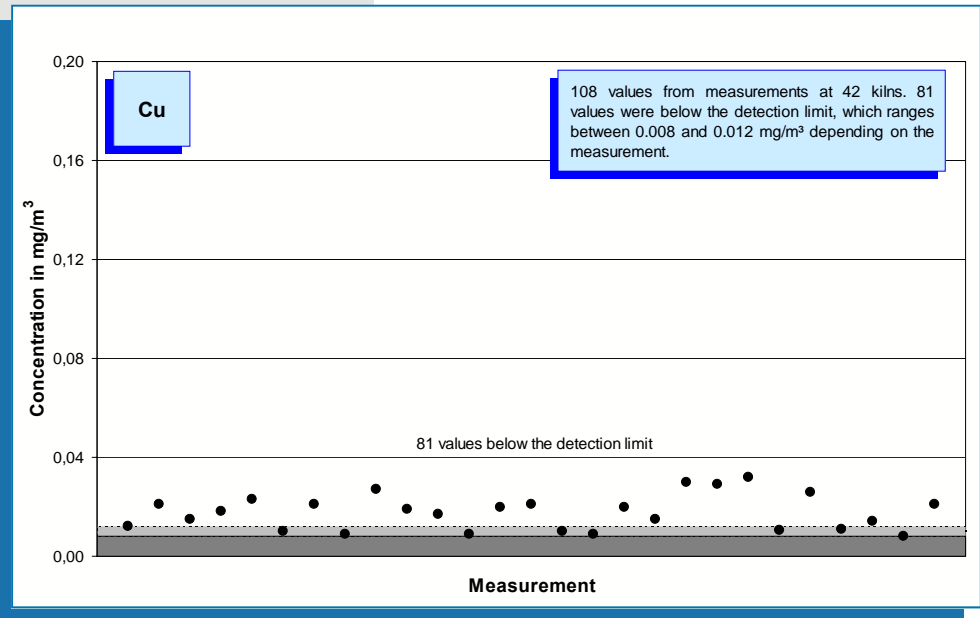 0,20
Cu
108 values from measurements at 42 kilns. 81
values were below the detection limit, which ranges
between 0.008 and 0.012 mg/m³ depending on the
measurement.
0,16
0,12
Concentration in mg/m³
0,08
81 values below the detection limit
0,04
0,00
Measurement